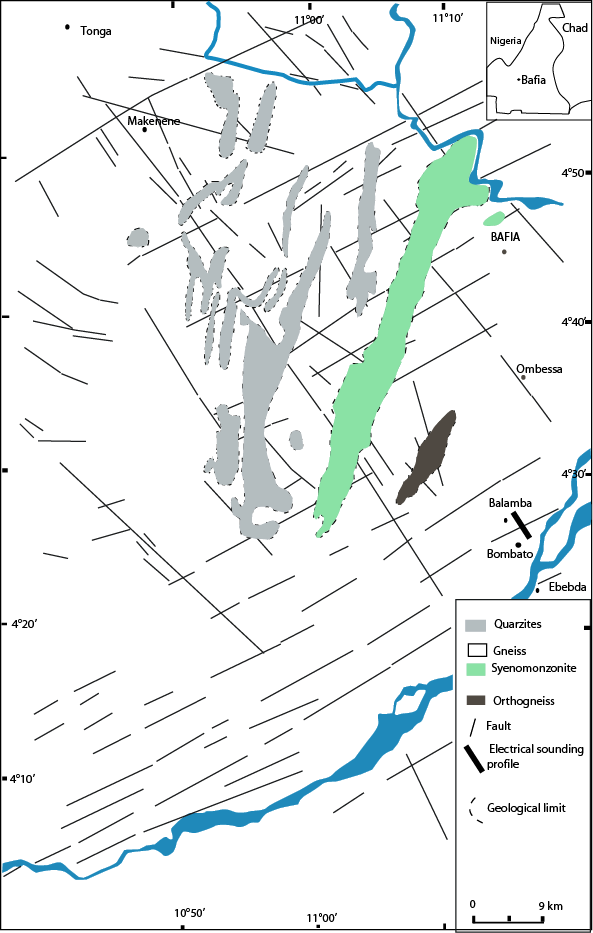 11°00′
11°10′
Tonga
Nigeria
Chad
Bafia
Makenene
4°50′
BAFIA
4°40′
Ombessa
4°30′
Balamba
Bombato
Ebebda
4°20′
Quarzites
Gneiss
Syenomonzonite
Orthogneiss
Fault
Electrical sounding
profile
4°10′
Geological limit
0
9 km
10°50′
11°00′